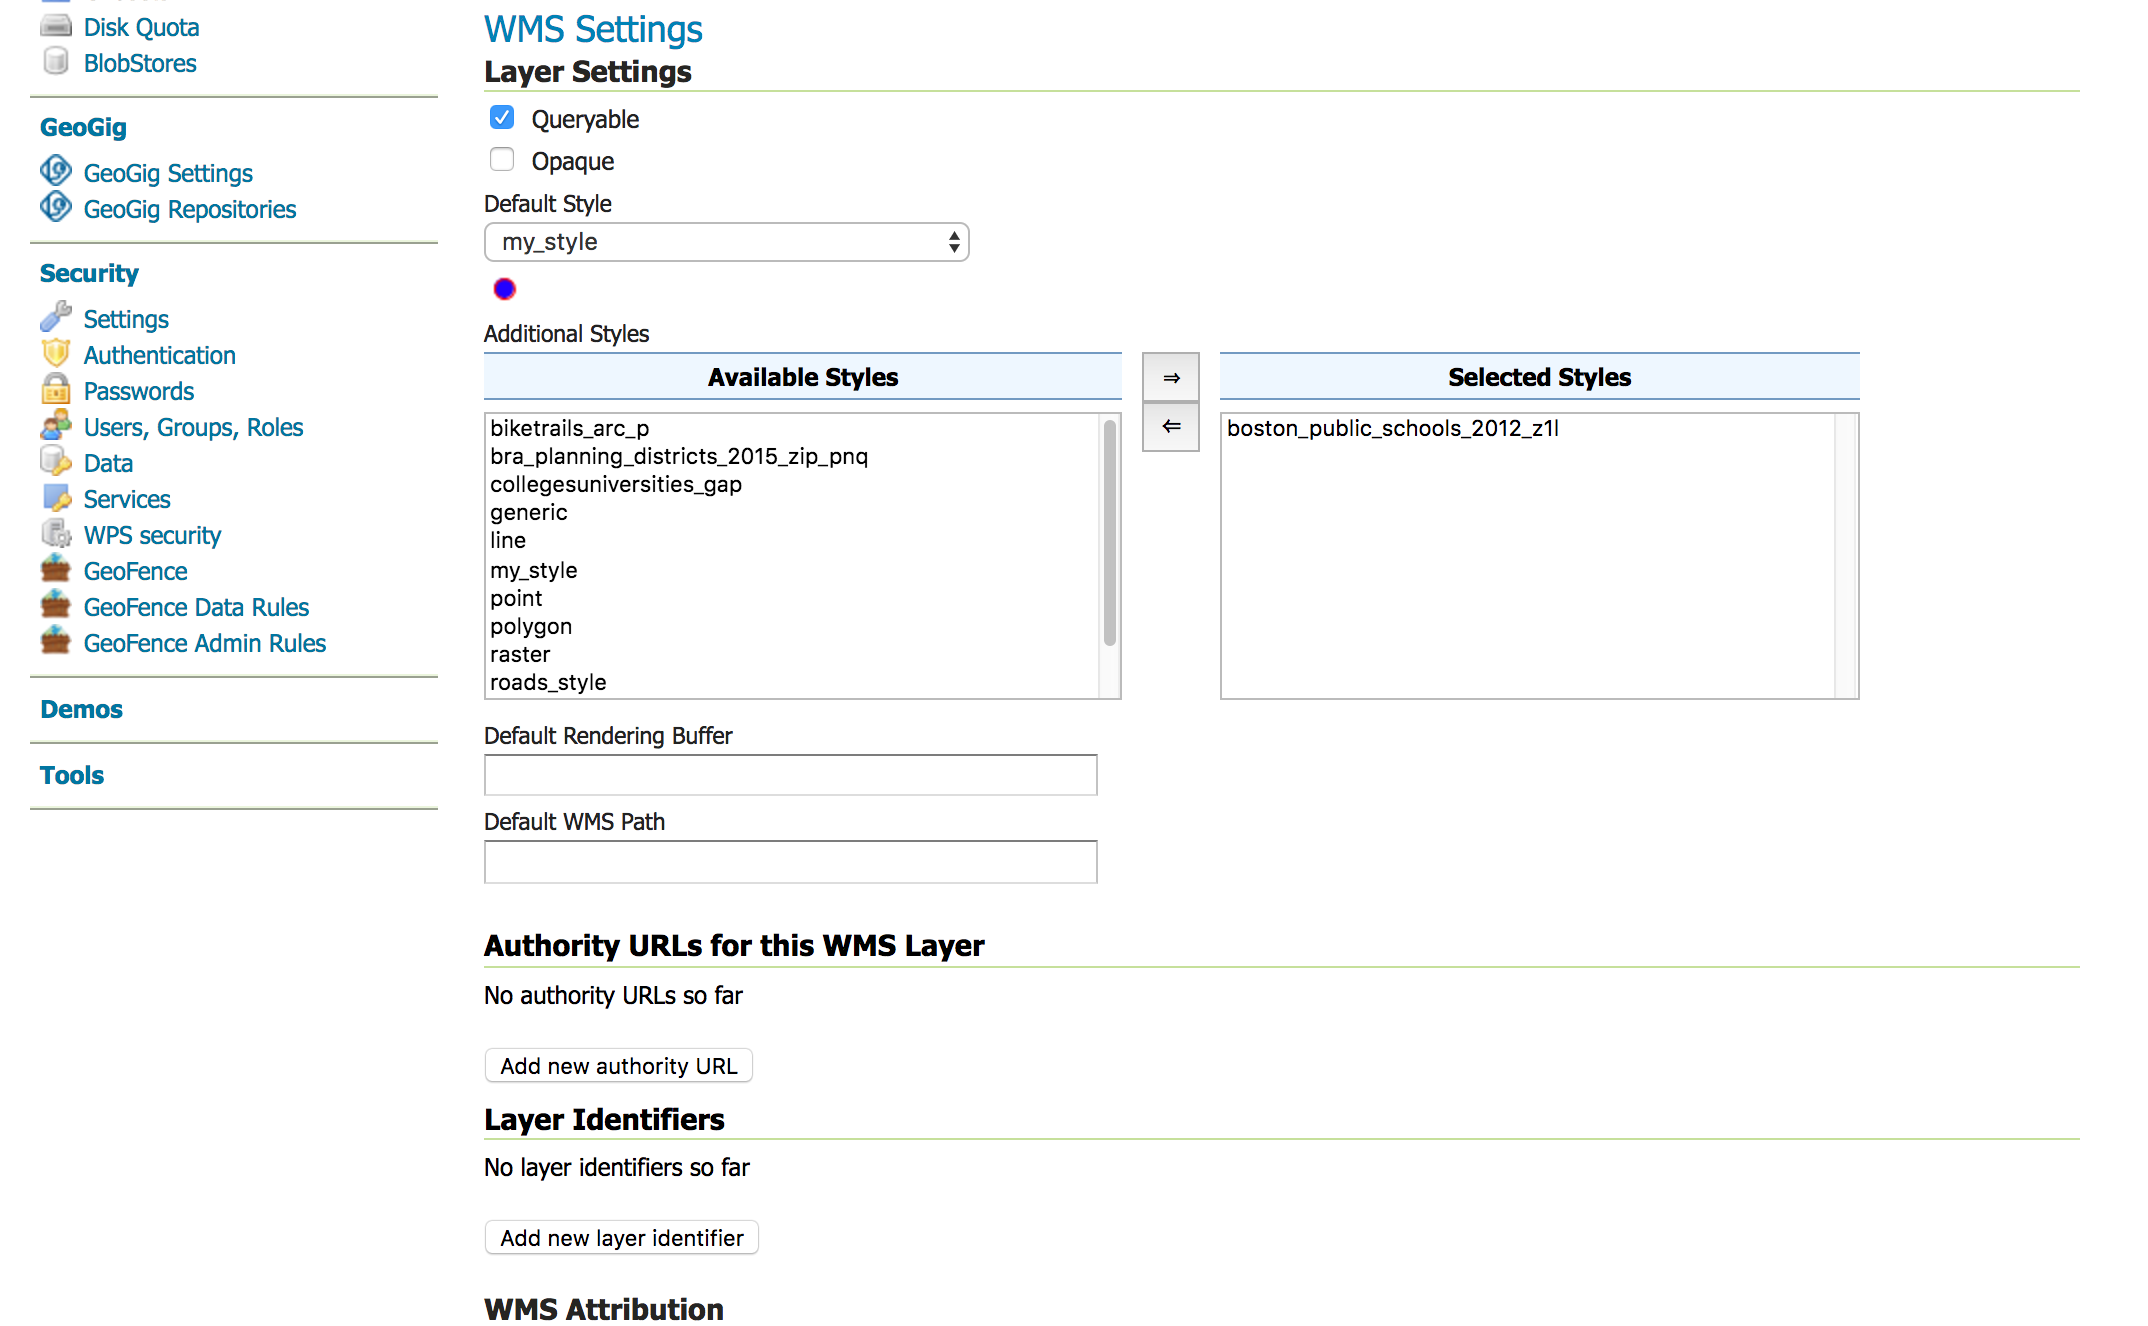 Disk Quota
BlobStores
GeoGig
GeoGig Settings
GeoGig Repositories
Security
Settings
Authentication
Passwords
Users, Groups, Roles
Data
Services
WPS security
GeoFence
GeoFence Data Rules
GeoFence Admin Rules
Demos
Tools
WMS Settings
Layer Settings
Queryable
Opaque
Default Style
my_style
Additional Styles
Available Styles
⇒
⇐
Selected Styles
biketrails_arc_p
bra_planning_districts_2015_zip_pnq
collegesuniversities_gap
generic
line
my_style
point
polygon
raster
roads_style
boston_public_schools_2012_z1l
Default Rendering Buffer
Default WMS Path
Authority URLs for this WMS Layer
No authority URLs so far
Add new authority URL
Layer Identifiers
No layer identifiers so far
Add new layer identifier
WMS Attribution